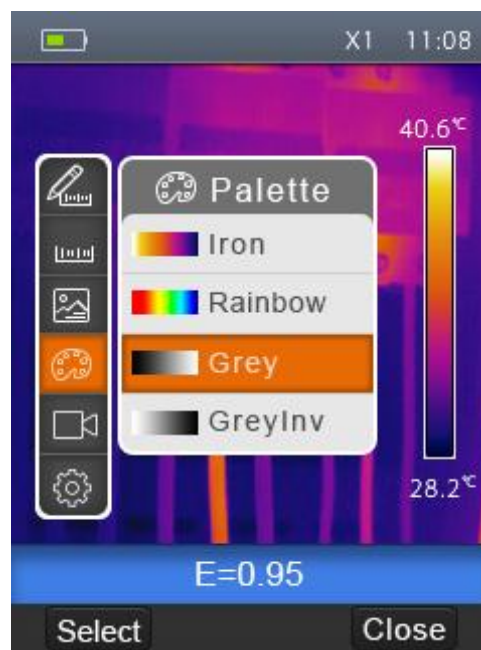 X1 11:08
40.6℃
Palette
Iron
Rainbow
Grey
GreyInv
28.2℃
E=0.95
Select Close